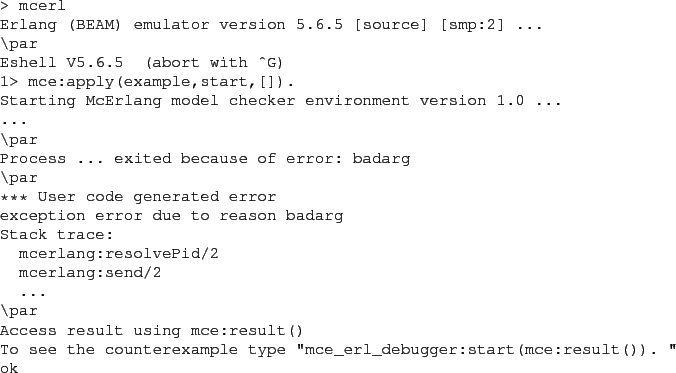 > mcerl
Erlang (BEAM) emulator version 5.6.5 [source] [smp:2] ...
\par
Eshell V5.6.5  (abort with ^G)
1> mce:apply(example,start,[]).
Starting McErlang model checker environment version 1.0 ...
...
\par
Process ... exited because of error: badarg
\par
*** User code generated error
exception error due to reason badarg
Stack trace:
  mcerlang:resolvePid/2
  mcerlang:send/2
  ...
\par
Access result using mce:result()
To see the counterexample type "mce_erl_debugger:start(mce:result()). "
ok